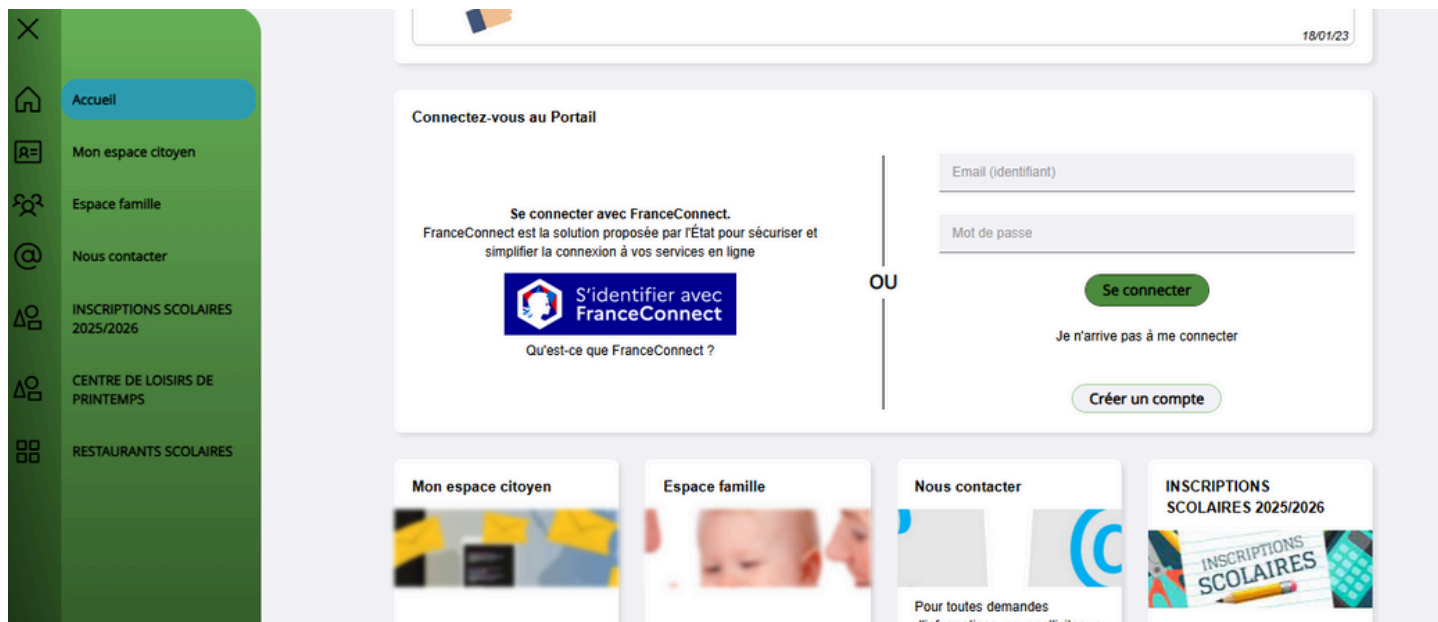 18/01/23
Accueil
Mon espace citoyen
Espace famille
Nous contacter
INSCRIPTIONS SCOLAIRES
2025/2026
CENTRE DE LOISIRS DE
PRINTEMPS
RESTAURANTS SCOLAIRES
Connectez-vous au Portail
Se connecter avec FranceConnect.
FranceConnect est la solution proposée par l'État pour sécuriser et
simplifier la connexion à vos services en ligne
S'identifier avec
FranceConnect
Qu'est-ce que FranceConnect ?
OU
Email (identifiant)
Mot de passe
Se connecter
Je n'arrive pas à me connecter
Créer un compte
Mon espace citoyen
Espace famille
Nous contacter
Pour toutes demandes
INSCRIPTIONS
SCOLAIRES 2025/2026
INSCRIPTIONS
SCOLAIRES